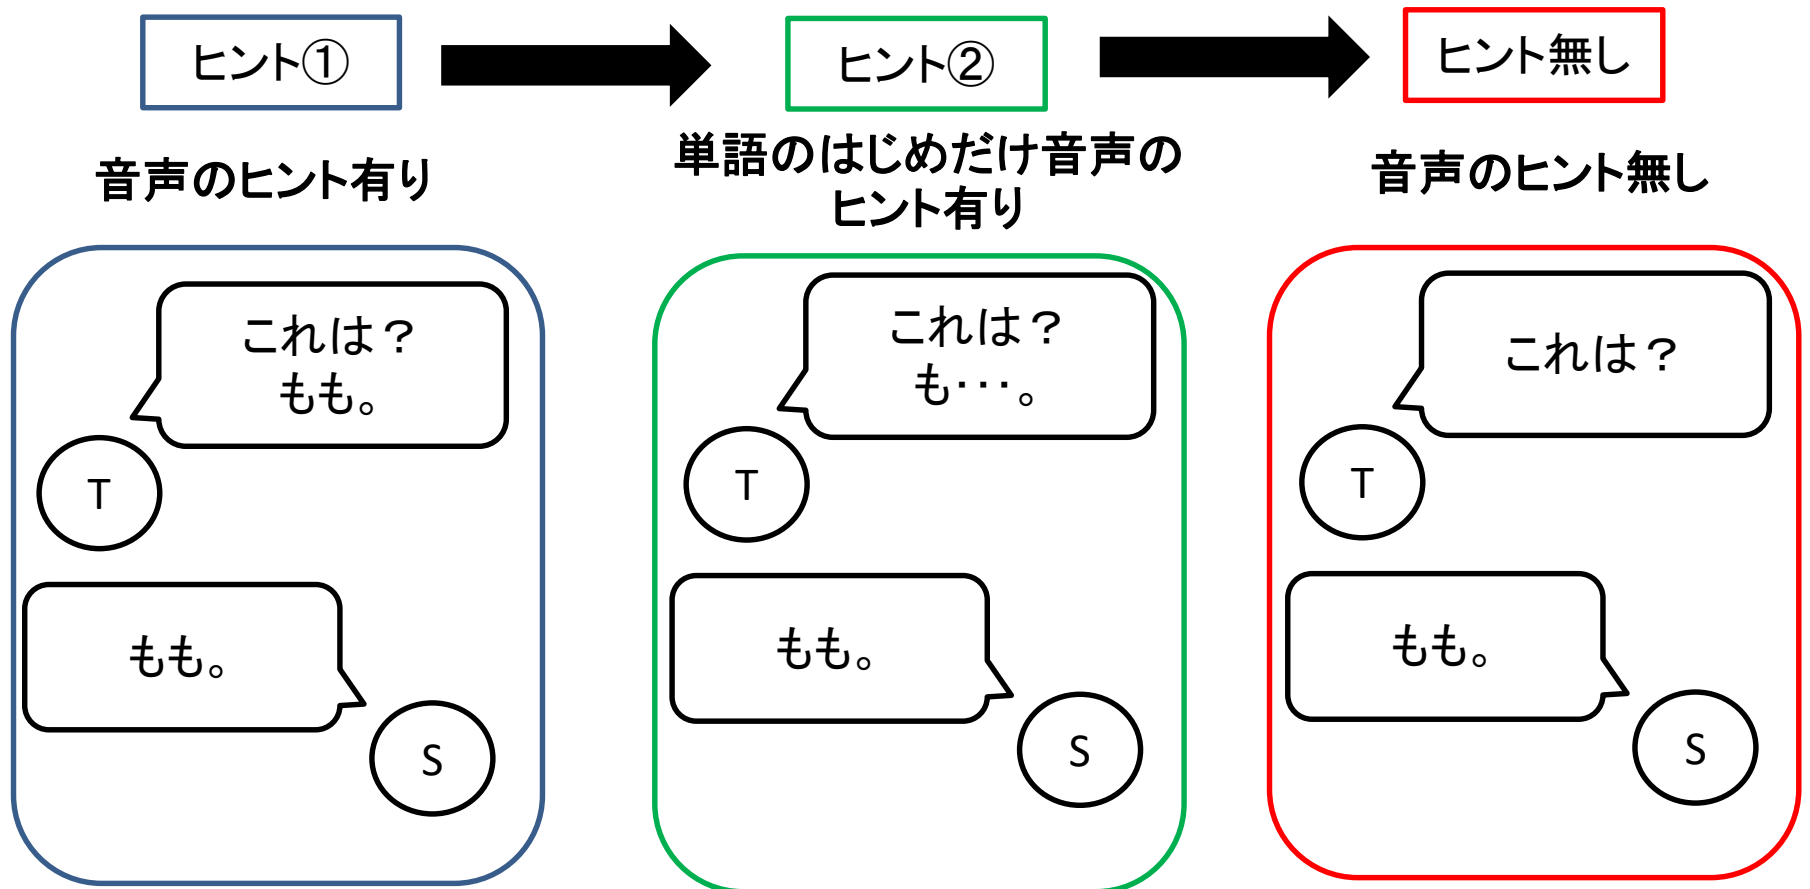 ヒント①
音声のヒント有り
これは？
もも。
T
もも。
S
ヒント②
単語のはじめだけ音声の
ヒント有り
これは？
も・・・。
T
もも。
S
ヒント無し
音声のヒント無し
これは？
T
もも。
S